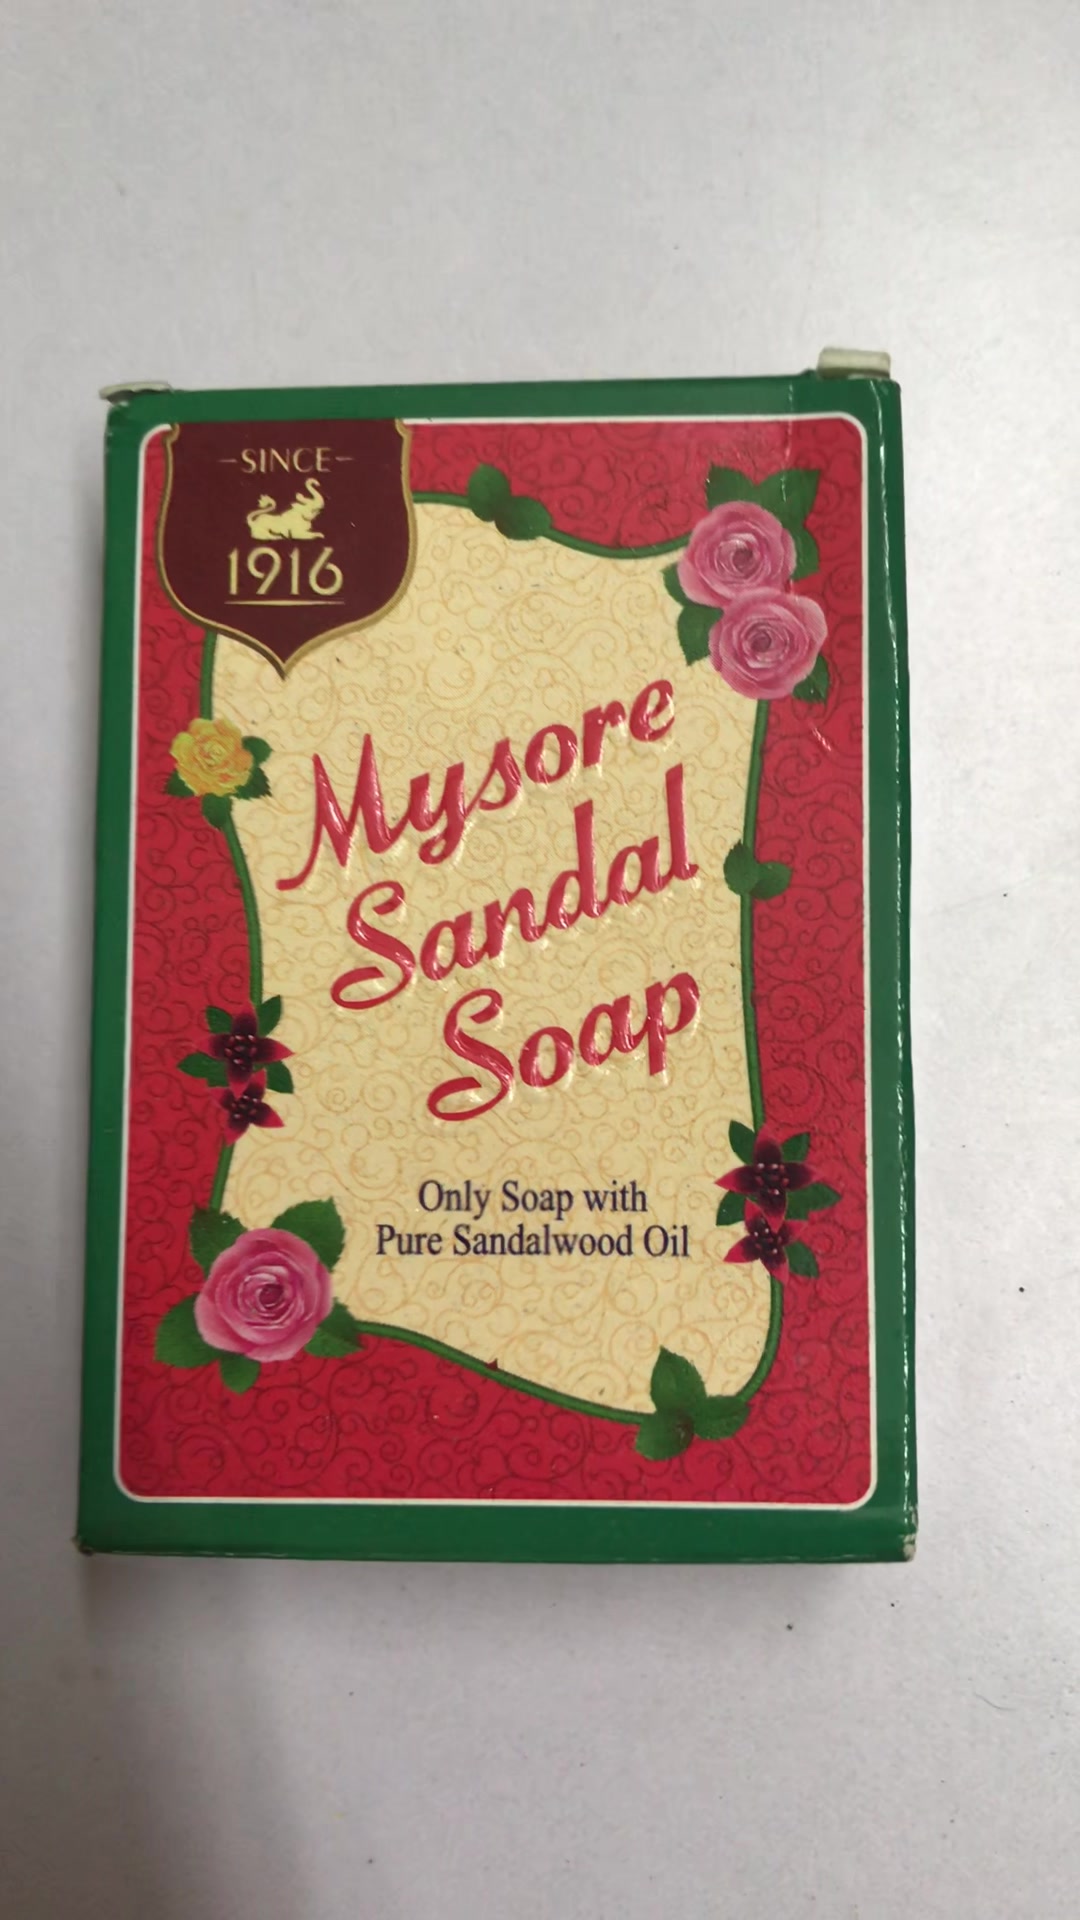 -SINCE-
1916
Mysore
Sandal
Soap
Only Soap with
Pure Sandalwood Oil